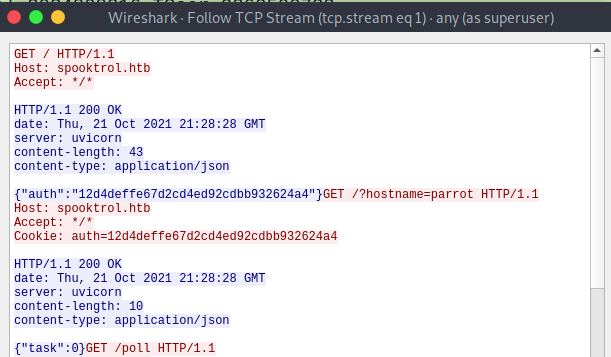 Wireshark · Follow TCP Stream (tcp.stream eq 1) · any (as superuser)
GET / HTTP/1.1
Host: spooktrol.htb
Accept: */*
HTTP/1.1 200 OK
date: Thu, 21 Oct 2021 21:28:28 GMT
server: uvicorn
content-length: 43
content-type: application/json
{"auth":"12d4deffe67d2cd4ed92cdbb932624a4"}GET /?hostname=parrot HTTP/1.1
Host: spooktrol.htb
Accept: */*
Cookie: auth=12d4deffe67d2cd4ed92cdbb932624a4
HTTP/1.1 200 OK
date: Thu, 21 Oct 2021 21:28:28 GMT
server: uvicorn
content-length: 10
content-type: application/json
{"task":0}GET /poll HTTP/1.1